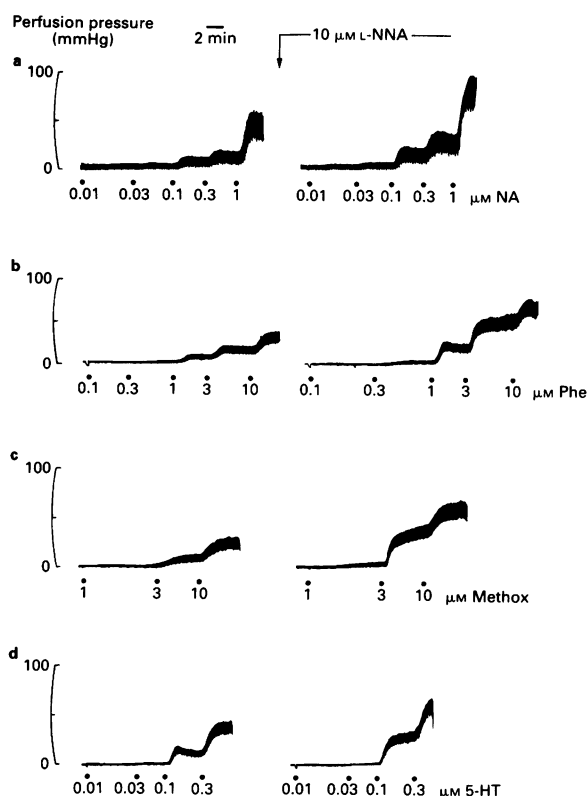 Perfusion pressure
(mmHg)
2 min
10 µM L-NNA
a
100
0
0.01 0.03 0.1 0.3 1 0.01 0.03 0.1 0.3 1 µM NA
b
100
0
0.1 0.3 1 3 10 0.1 0.3 1 3 10 µM Phe
c
100
0
1 3 10 1 3 10 µM Methox
d
100
0
0.01 0.03 0.1 0.3 0.01 0.03 0.1 0.3 µM 5-HT